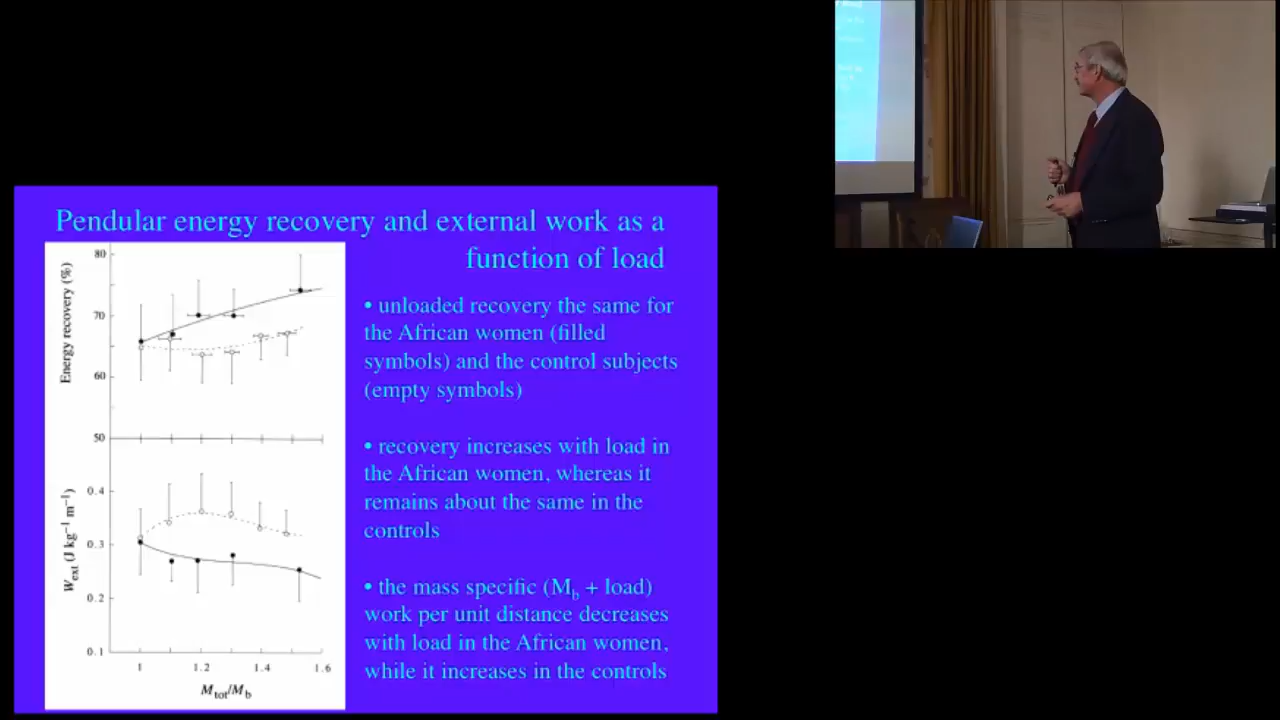 Pendular energy recovery and external work as a
function of load
80
70
60
50
Energy recovery (%)
0.4
0.3
0.2
0.1
Wext (J kg⁻¹ m⁻¹)
1 1.2 1.4 1.6
Mtot/Mb
• unloaded recovery the same for
the African women (filled
symbols) and the control subjects
(empty symbols)
• recovery increases with load in
the African women, whereas it
remains about the same in the
controls
• the mass specific (Mb + load)
work per unit distance decreases
with load in the African women,
while it increases in the controls